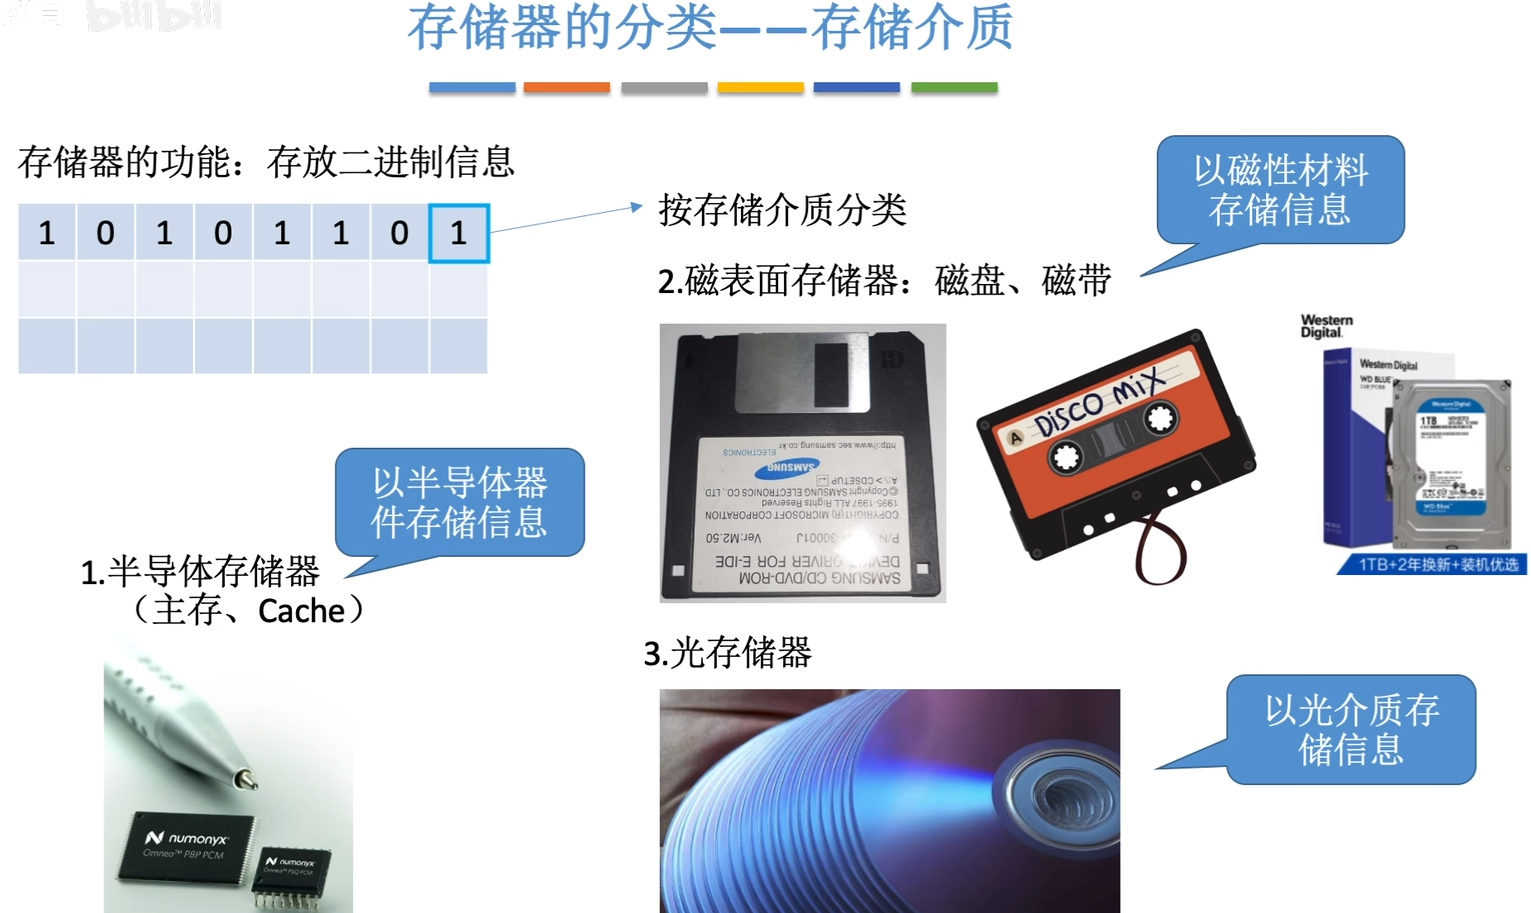 bilibili
存储器的分类——存储介质
存储器的功能：存放二进制信息
1 0 1 0 1 1 0 1
按存储介质分类
以磁性材料
存储信息
2.磁表面存储器：磁盘、磁带
http://www.sec.samsung.co.kr
ELECTRONICS
SAMSUNG
A:\> CDSETUP
©Copyright SAMSUNG ELECTRONICS CO., LTD
1995-1997 ALL Rights Reserved
COPYRIGHT(R) MICROSOFT CORPORATION
Ver:M2.50
DEVICE DRIVER FOR E-IDE
SAMSUNG CD/DVD-ROM
HD
A DISCO MIX
Western
Digital.
Western Digital
WD BLUE
Western Digital
1TB
WD Blue
1TB+2年换新+装机优选
以半导体器
件存储信息
1.半导体存储器
（主存、Cache）
numonyx
Omneo™ P8P PCM
numonyx
Omneo™ P5Q PCM
3.光存储器
以光介质存
储信息